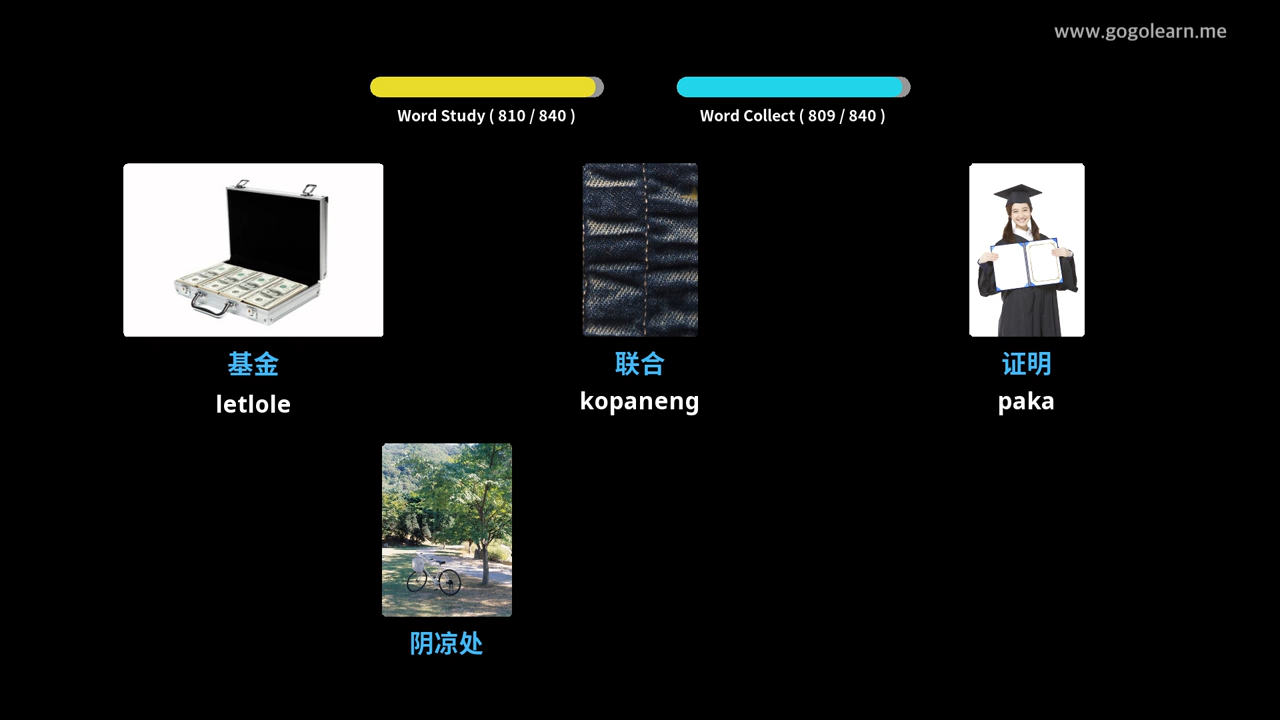 www.gogolearn.me
Word Study ( 810 / 840 )
Word Collect ( 809 / 840 )
基金
letlole
联合
kopaneng
证明
paka
阴凉处